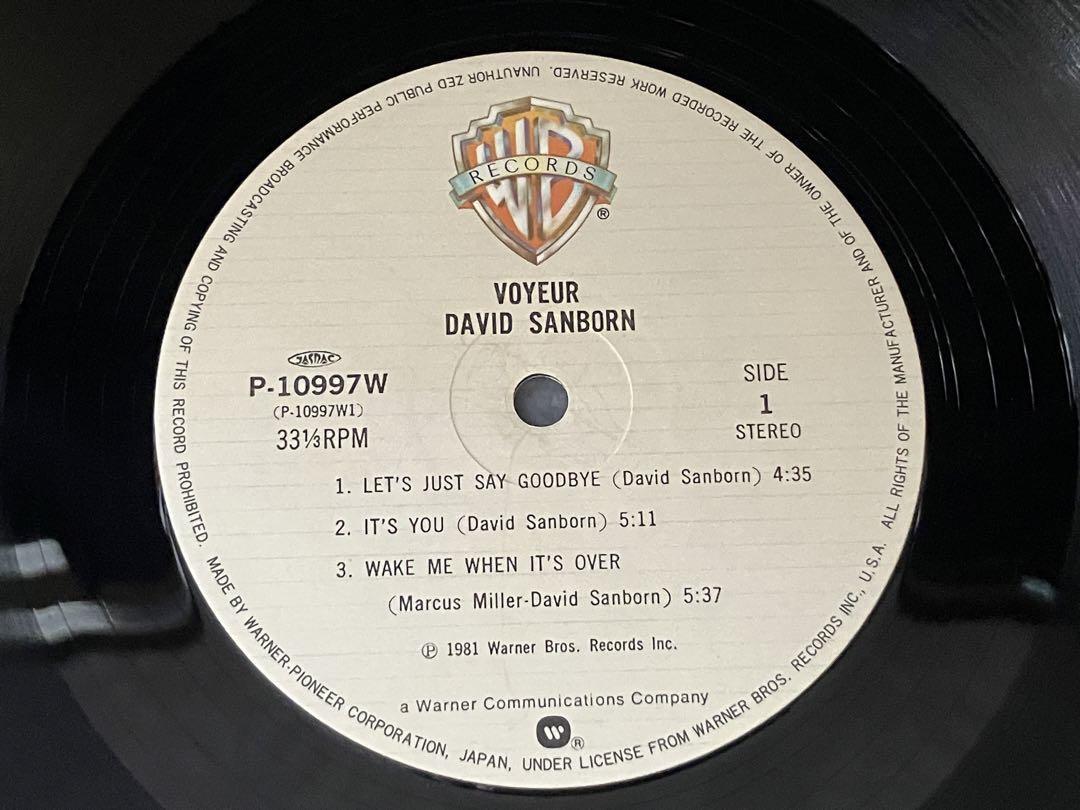 WB
RECORDS
®
VOYEUR
DAVID SANBORN
JASRAC
P-10997W
(P-10997W1)
33⅓RPM
SIDE
1
STEREO
1. LET'S JUST SAY GOODBYE (David Sanborn) 4:35
2. IT'S YOU (David Sanborn) 5:11
3. WAKE ME WHEN IT'S OVER
(Marcus Miller-David Sanborn) 5:37
℗ 1981 Warner Bros. Records Inc.
a Warner Communications Company
®
MADE BY WARNER-PIONEER CORPORATION, JAPAN, UNDER LICENSE FROM WARNER BROS. RECORDS INC., U.S.A. ALL RIGHTS OF THE MANUFACTURER AND OF THE OWNER OF THE RECORDED WORK RESERVED. UNAUTHOR ZED PUBLIC PERFORMANCE BROADCASTING AND COPYING OF THIS RECORD PROHIBITED.